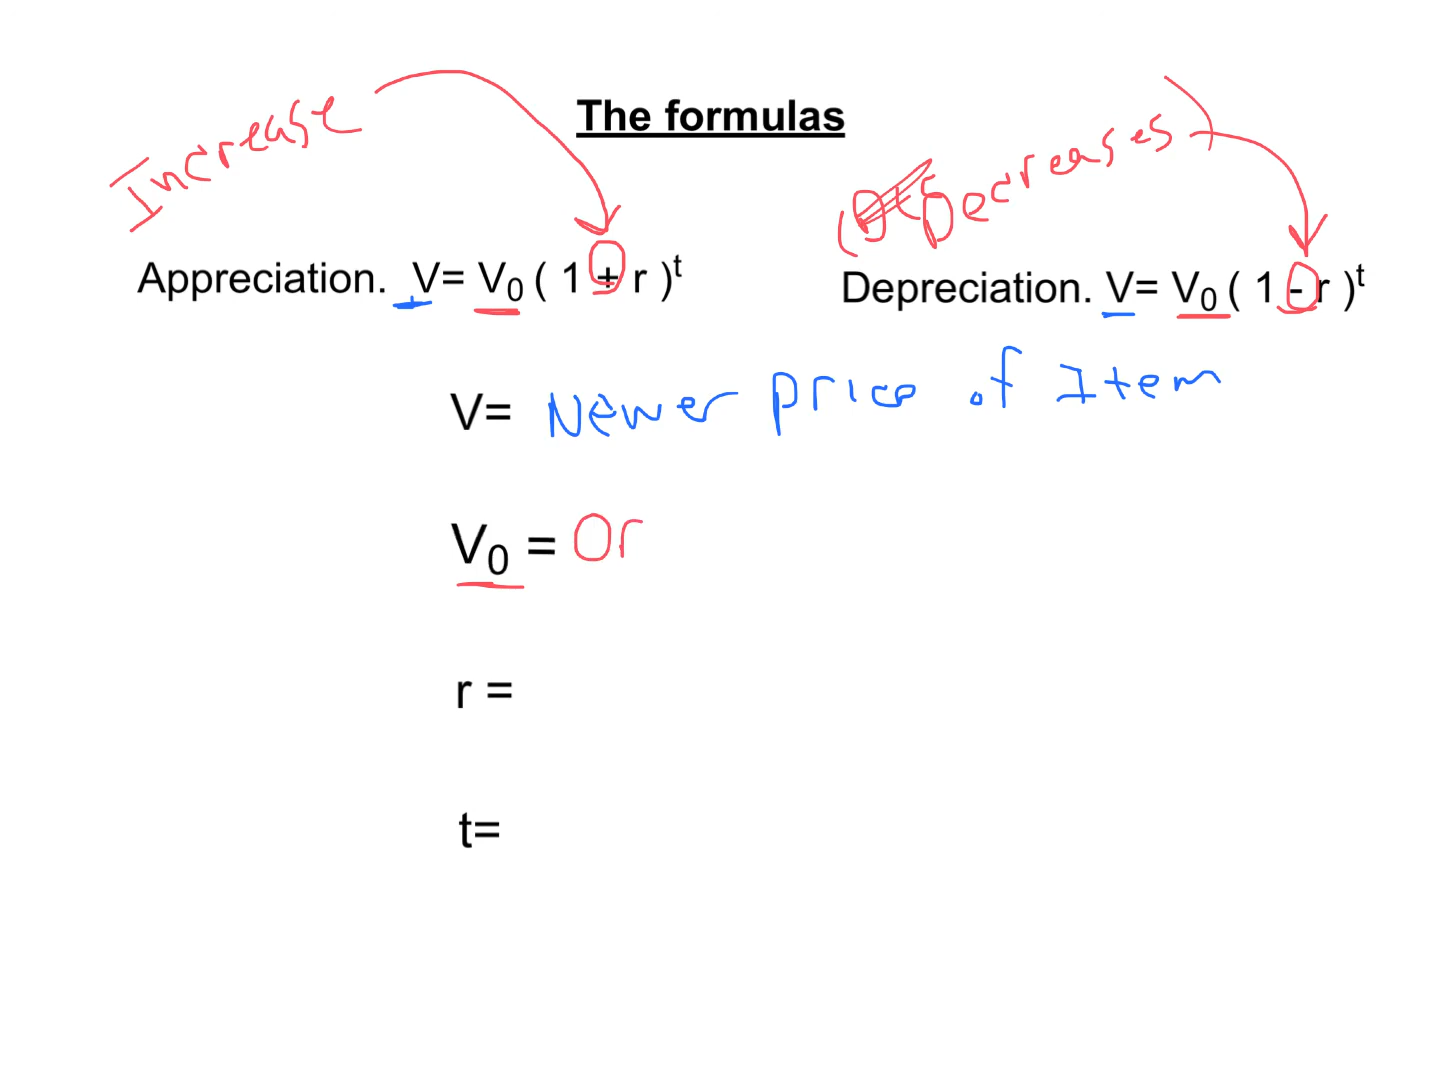 The formulas
Increase
Decreases
Appreciation. V= V₀ ( 1 + r )ᵗ
Depreciation. V= V₀ ( 1 - r )ᵗ
V= Newer price of Item
V₀ = Or
r =
t=